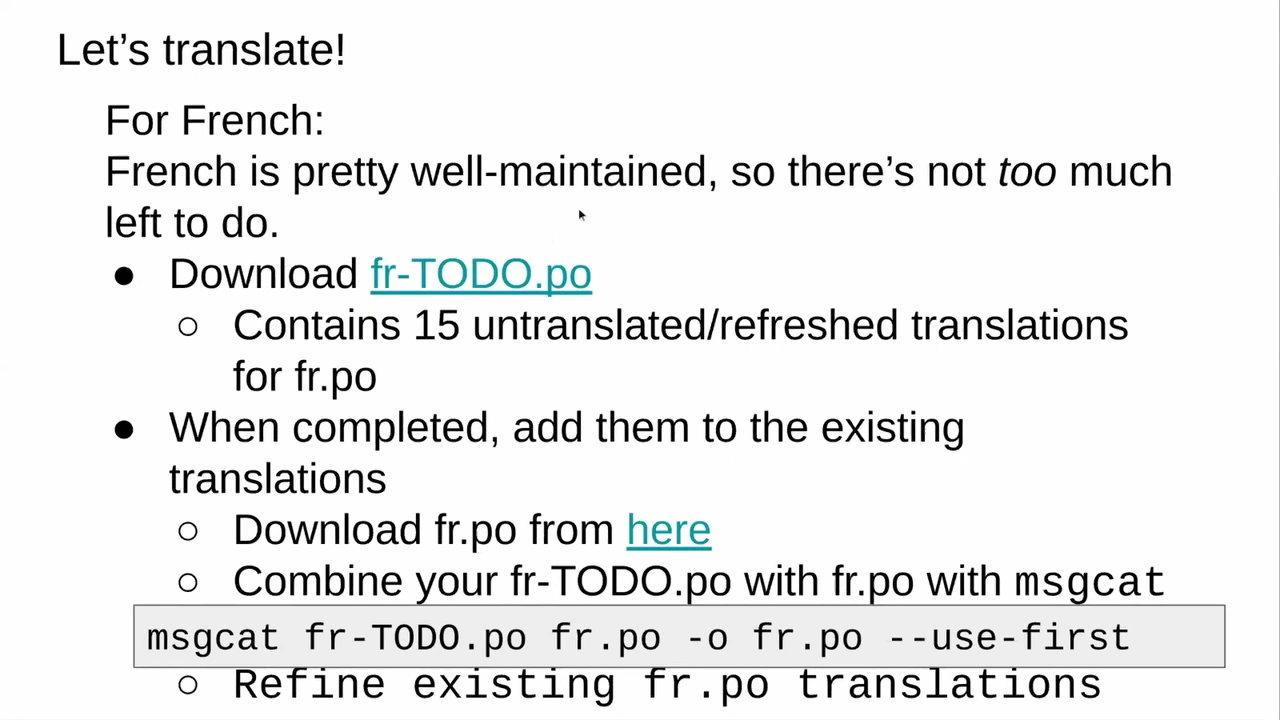 Let’s translate!
For French:
French is pretty well-maintained, so there’s not too much
left to do.
● Download fr-TODO.po
○ Contains 15 untranslated/refreshed translations
for fr.po
● When completed, add them to the existing
translations
○ Download fr.po from here
○ Combine your fr-TODO.po with fr.po with msgcat
msgcat fr-TODO.po fr.po -o fr.po --use-first
○ Refine existing fr.po translations